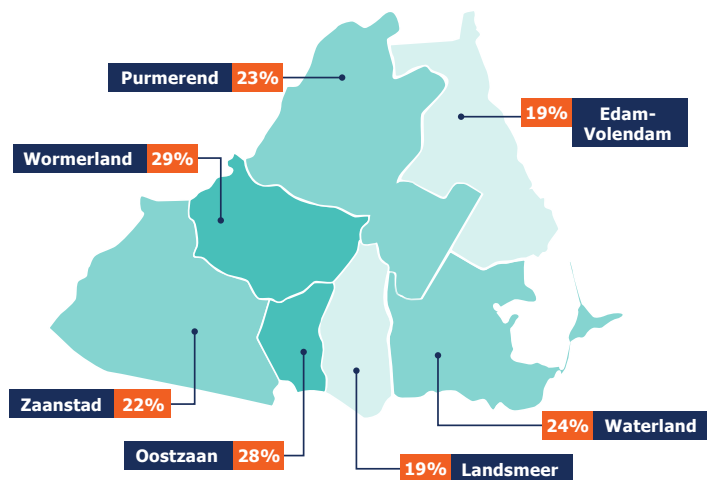 Purmerend 23%
19% Edam-
Volendam
Wormerland 29%
Zaanstad 22%
24% Waterland
Oostzaan 28%
19% Landsmeer